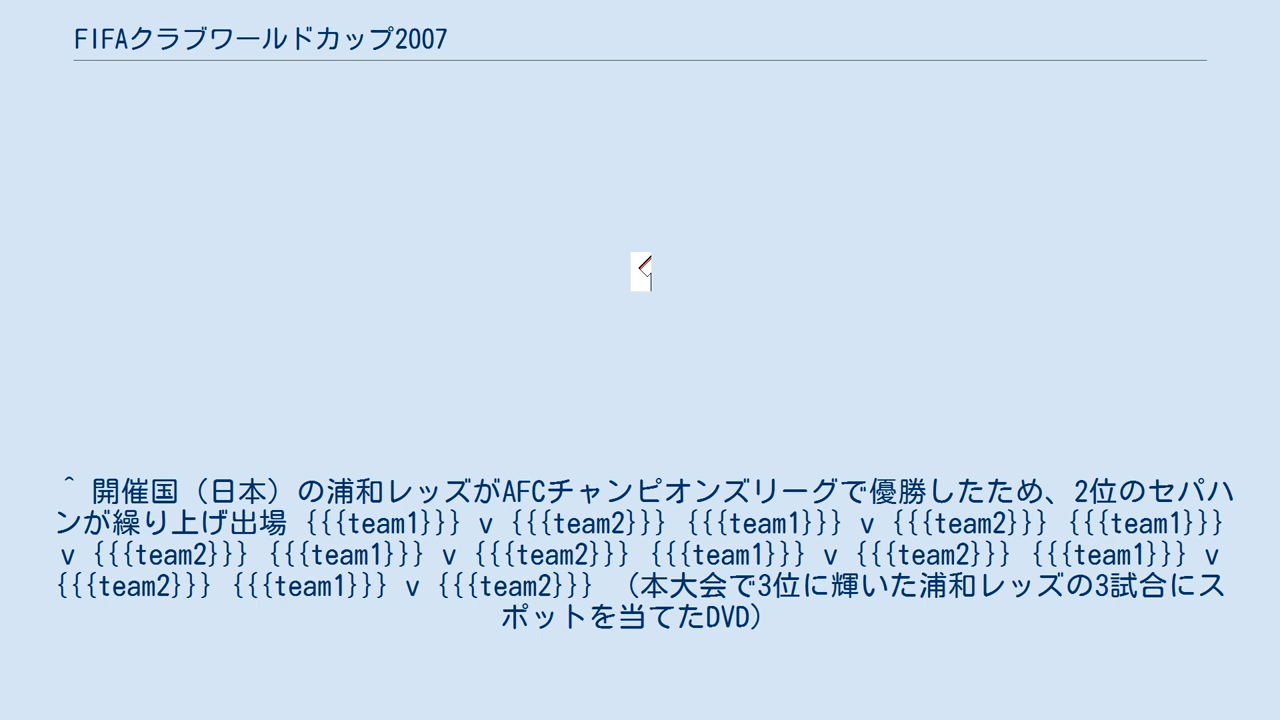 FIFAクラブワールドカップ2007
^ 開催国（日本）の浦和レッズがAFCチャンピオンズリーグで優勝したため、2位のセパハ
ンが繰り上げ出場 {{{team1}}} v {{{team2}}} {{{team1}}} v {{{team2}}} {{{team1}}}
v {{{team2}}} {{{team1}}} v {{{team2}}} {{{team1}}} v {{{team2}}} {{{team1}}} v
{{{team2}}} {{{team1}}} v {{{team2}}} （本大会で3位に輝いた浦和レッズの3試合にス
ポットを当てたDVD）